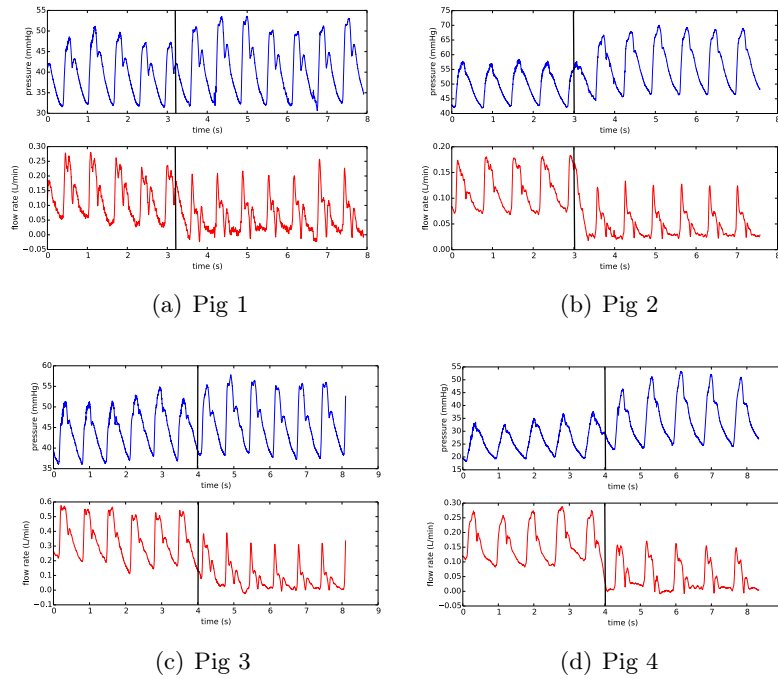 55
50
45
40
35
30
pressure (mmHg)
0 1 2 3 4 5 6 7 8
time (s)
0.30
0.25
0.20
0.15
0.10
0.05
0.00
−0.05
flow rate (L/min)
0 1 2 3 4 5 6 7 8
time (s)
(a) Pig 1
75
70
65
60
55
50
45
40
pressure (mmHg)
0 1 2 3 4 5 6 7 8
time (s)
0.20
0.15
0.10
0.05
0.00
flow rate (L/min)
0 1 2 3 4 5 6 7 8
time (s)
(b) Pig 2
60
55
50
45
40
35
pressure (mmHg)
0 1 2 3 4 5 6 7 8 9
time (s)
0.6
0.5
0.4
0.3
0.2
0.1
0.0
−0.1
flow rate (L/min)
0 1 2 3 4 5 6 7 8 9
time (s)
(c) Pig 3
55
50
45
40
35
30
25
20
15
pressure (mmHg)
0 1 2 3 4 5 6 7 8
time (s)
0.30
0.25
0.20
0.15
0.10
0.05
0.00
−0.05
flow rate (L/min)
0 1 2 3 4 5 6 7 8
time (s)
(d) Pig 4